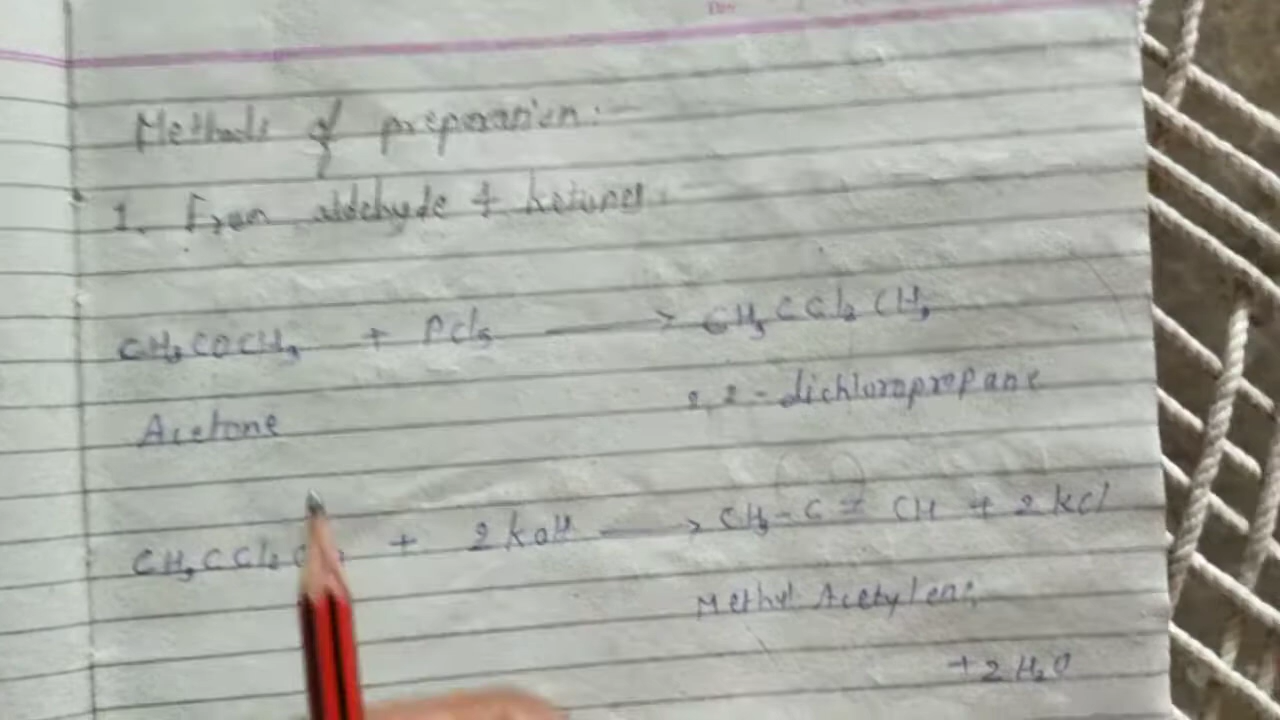 Methods of preparation:-
1. From aldehyde & ketones.
CH₃COCH₃ + PCl₅ ⟶ CH₃CCl₂CH₃
Acetone 2,2-dichloropropane
CH₃CCl₂ + 2KOH ⟶ CH₃-C≡CH + 2KCl
Methyl Acetylene
+2H₂O